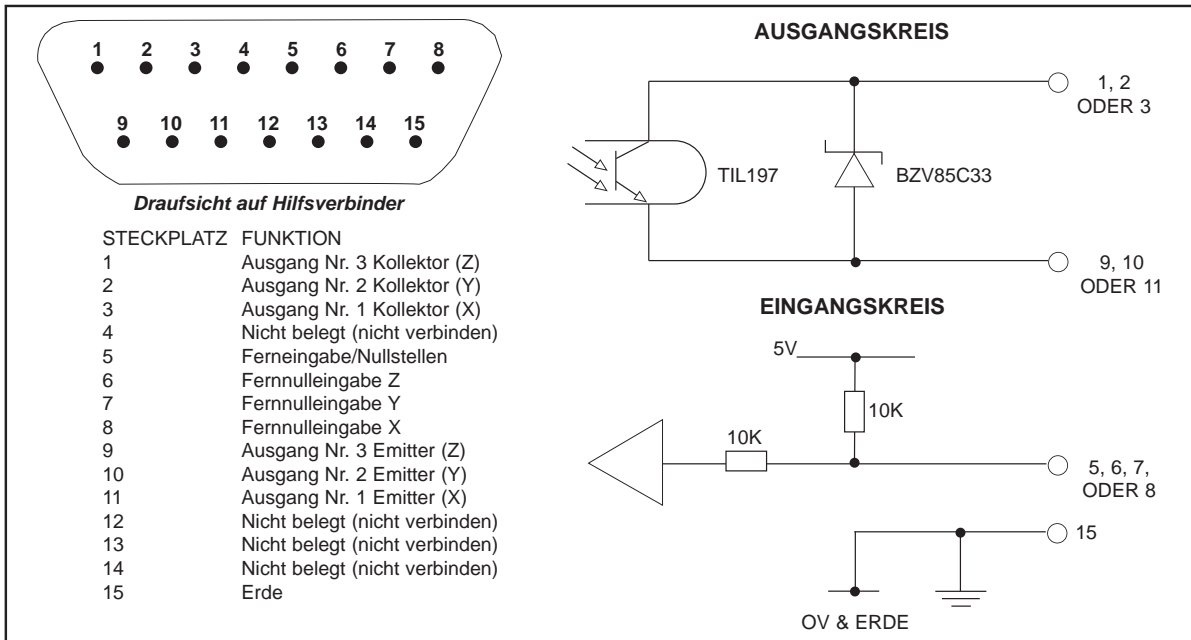 1 2 3 4 5 6 7 8
9 10 11 12 13 14 15
Draufsicht auf Hilfsverbinder
STECKPLATZ FUNKTION
1 Ausgang Nr. 3 Kollektor (Z)
2 Ausgang Nr. 2 Kollektor (Y)
3 Ausgang Nr. 1 Kollektor (X)
4 Nicht belegt (nicht verbinden)
5 Ferneingabe/Nullstellen
6 Fernnulleingabe Z
7 Fernnulleingabe Y
8 Fernnulleingabe X
9 Ausgang Nr. 3 Emitter (Z)
10 Ausgang Nr. 2 Emitter (Y)
11 Ausgang Nr. 1 Emitter (X)
12 Nicht belegt (nicht verbinden)
13 Nicht belegt (nicht verbinden)
14 Nicht belegt (nicht verbinden)
15 Erde
AUSGANGSKREIS
1, 2
ODER 3
TIL197
BZV85C33
9, 10
ODER 11
EINGANGSKREIS
5V
10K
10K
5, 6, 7,
ODER 8
15
OV & ERDE